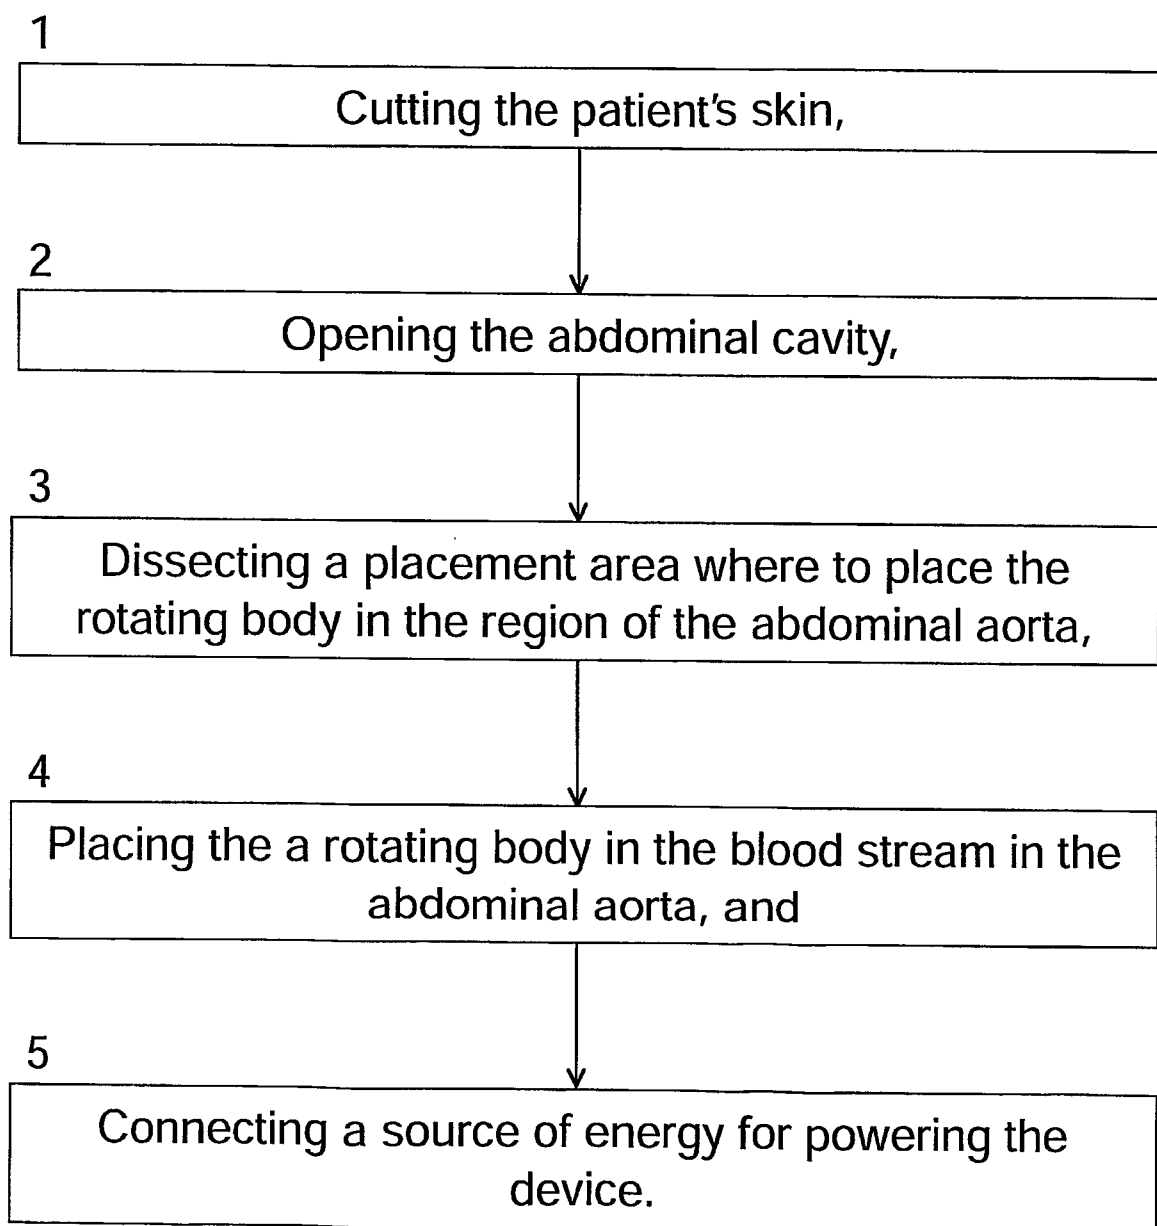 1
Cutting the patient's skin,
2
Opening the abdominal cavity,
3
Dissecting a placement area where to place the
rotating body in the region of the abdominal aorta,
4
Placing the a rotating body in the blood stream in the
abdominal aorta, and
5
Connecting a source of energy for powering the
device.